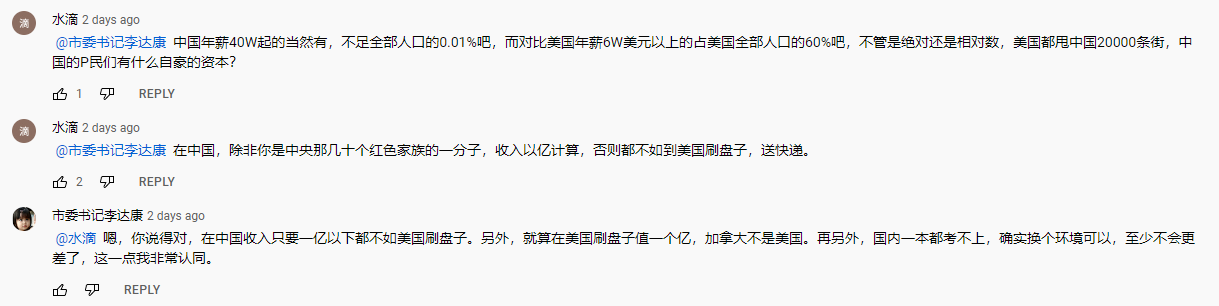 滴
水滴 2 days ago
@市委书记李达康 中国年薪40W起的当然有，不足全部人口的0.01%吧，而对比美国年薪6W美元以上的占美国全部人口的60%吧，不管是绝对还是相对数，美国都甩中国20000条街，中
国的P民们有什么自豪的资本？
1 REPLY
滴
水滴 2 days ago
@市委书记李达康 在中国，除非你是中央那几十个红色家族的一分子，收入以亿计算，否则都不如到美国刷盘子，送快递。
2 REPLY
市委书记李达康 2 days ago
@水滴 嗯，你说得对，在中国收入只要一亿以下都不如美国刷盘子。另外，就算在美国刷盘子值一个亿，加拿大不是美国。再另外，国内一本都考不上，确实换个环境可以，至少不会更
差了，这一点我非常认同。
REPLY